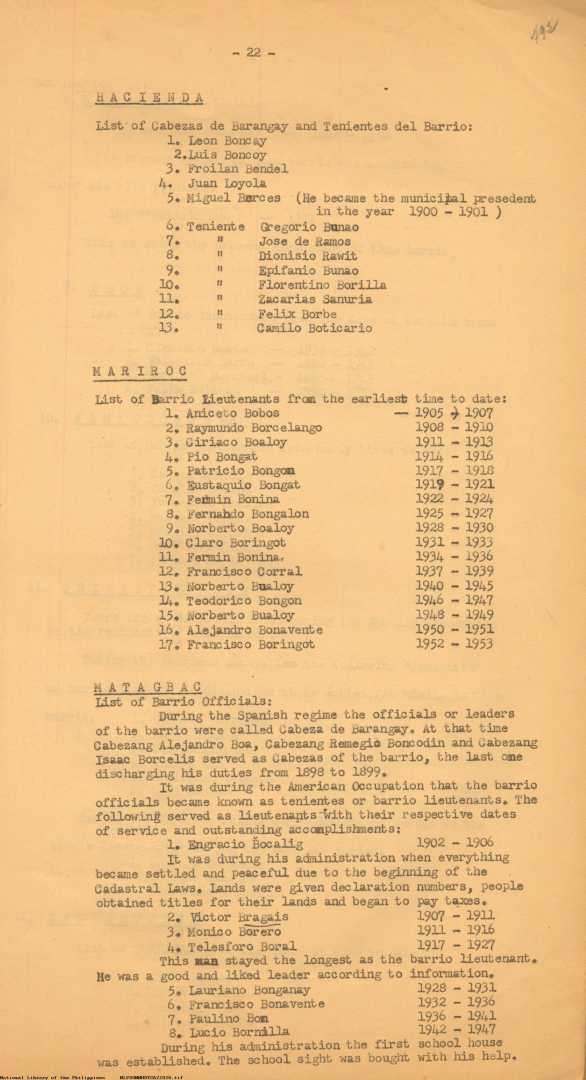 - 22 -
HACIENDA
List of Cabezas de Barangay and Tenientes del Barrio:
1. Leon Boncay
2. Luis Boncoy
3. Froilan Bendel
4. Juan Loyola
5. Miguel Berces (He became the municipal presedent
in the year 1900 - 1901 )
6. Teniente Gregorio Bunao
7. " Jose de Ramos
8. " Dionisio Rawit
9. " Epifanio Bunao
10. " Florentino Borilla
11. " Zacarias Sanuria
12. " Felix Borbe
13. " Camilo Boticario
MARIROC
List of Barrio Lieutenants from the earliest time to date:
1. Aniceto Bobos — 1905 - 1907
2. Raymundo Borcelango 1908 - 1910
3. Ciriaco Boaloy 1911 - 1913
4. Pio Bongat 1914 - 1916
5. Patricio Bongon 1917 - 1918
6. Eustaquio Bongat 1919 - 1921
7. Fermin Bonina 1922 - 1924
8. Fernando Bongalon 1925 - 1927
9. Norberto Boaloy 1928 - 1930
10. Claro Boringot 1931 - 1933
11. Fermin Bonina. 1934 - 1936
12. Francisco Corral 1937 - 1939
13. Norberto Bualoy 1940 - 1945
14. Teodorico Bongon 1946 - 1947
15. Norberto Bualoy 1948 - 1949
16. Alejandro Bonavente 1950 - 1951
17. Francisco Boringot 1952 - 1953
MATAGBAC
List of Barrio Officials:
During the Spanish regime the officials or leaders
of the barrio were called Cabeza de Barangay. At that time
Cabezang Alejandro Boa, Cabezang Remegio Boncodin and Cabezang
Isaac Borcelis served as Cabezas of the barrio, the last one
discharging his duties from 1898 to 1899.
It was during the American Occupation that the barrio
officials became known as tenientes or barrio lieutenants. The
following served as lieutenants with their respective dates
of service and outstanding accomplishments:
1. Engracio Bocalig 1902 - 1906
It was during his administration when everything
became settled and peaceful due to the beginning of the
Cadastral Laws. Lands were given declaration numbers, people
obtained titles for their lands and began to pay taxes.
2. Victor Bragais 1907 - 1911
3. Monico Borero 1911 - 1916
4. Telesforo Boral 1917 - 1927
This man stayed the longest as the barrio lieutenant.
He was a good and liked leader according to information.
5. Lauriano Bonganay 1928 - 1931
6. Francisco Bonavente 1932 - 1936
7. Paulino Bon 1936 - 1941
8. Lucio Bornilla 1942 - 1947
During his administration the first school house
was established. The school sight was bought with his help.
National Library of the Philippines